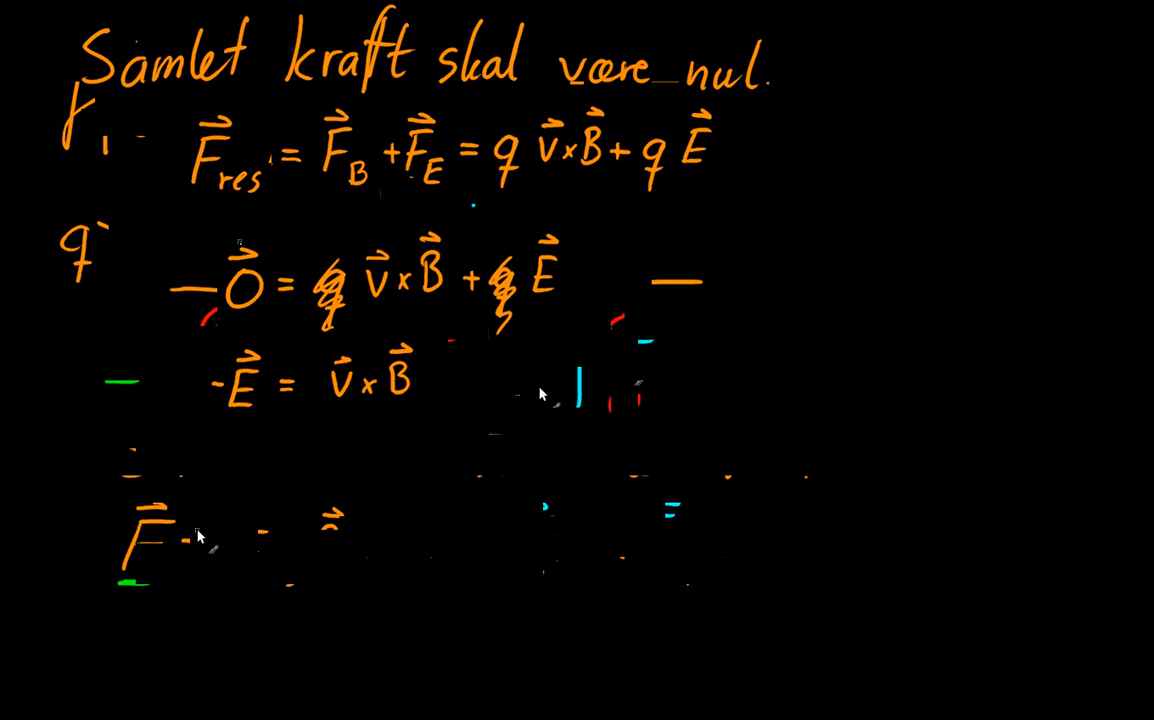 Samlet kraft skal være nul.
F⃗res = F⃗B + F⃗E = q v⃗ × B⃗ + q E⃗
0⃗ = q v⃗ × B⃗ + q E⃗
-E⃗ = v⃗ × B⃗
F⃗